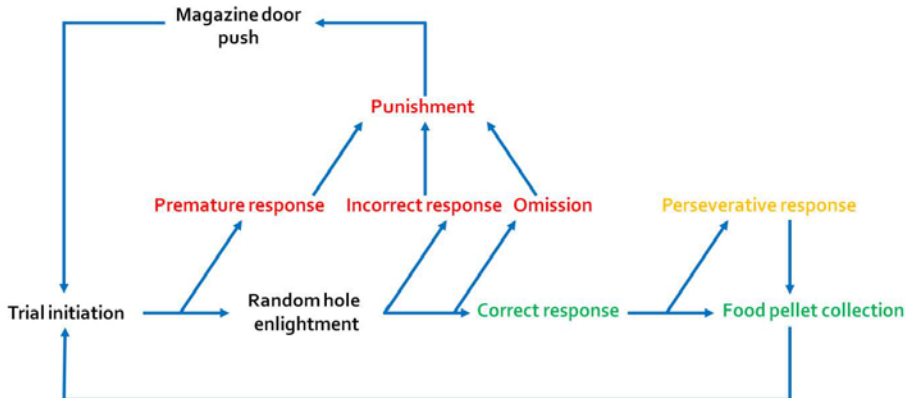 Magazine door
push
Punishment
Premature response
Incorrect response
Omission
Perseverative response
Trial initiation
Random hole
enlightment
Correct response
Food pellet collection